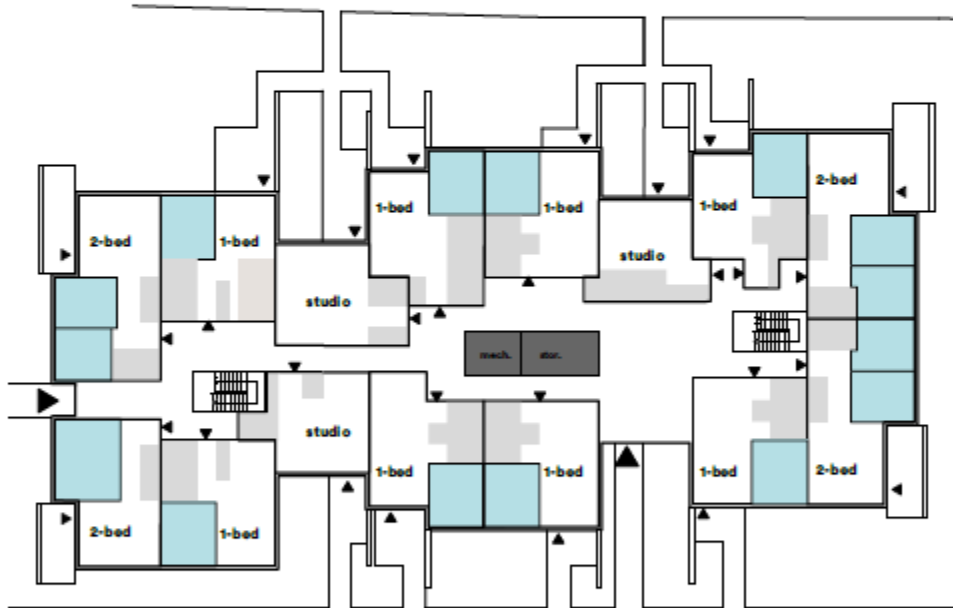 2-bed
1-bed
1-bed
1-bed
1-bed
2-bed
studio
studio
mech.
stor.
studio
1-bed
1-bed
1-bed
2-bed
2-bed
1-bed